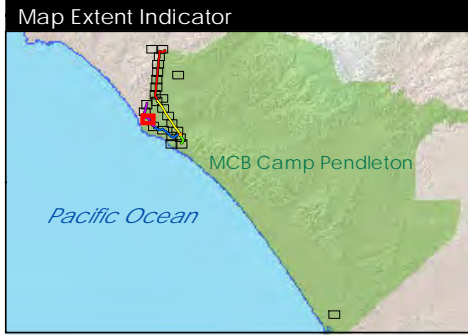 Map Extent Indicator
MCB Camp Pendleton
Pacific Ocean